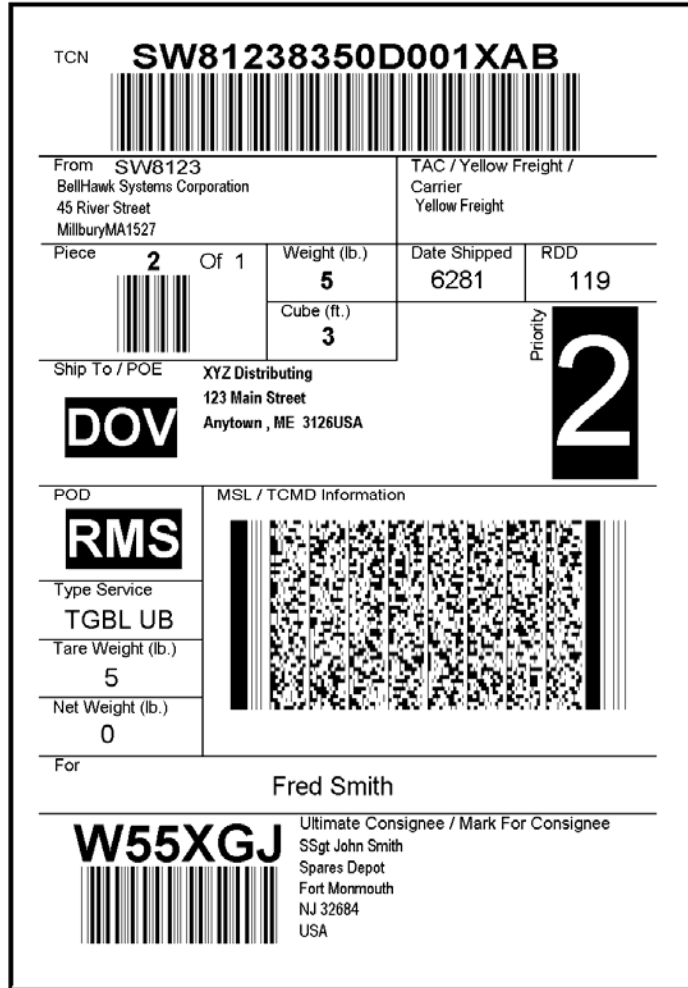 TCN SW81238350D001XAB
From SW8123
BellHawk Systems Corporation
45 River Street
MillburyMA1527
TAC / Yellow Freight /
Carrier
Yellow Freight
Piece 2 Of 1
Weight (lb.)
5
Date Shipped
6281
RDD
119
Cube (ft.)
3
Priority
2
Ship To / POE
DOV
XYZ Distributing
123 Main Street
Anytown , ME 3126USA
POD
RMS
MSL / TCMD Information
Type Service
TGBL UB
Tare Weight (lb.)
5
Net Weight (lb.)
0
For
Fred Smith
W55XGJ
Ultimate Consignee / Mark For Consignee
SSgt John Smith
Spares Depot
Fort Monmouth
NJ 32684
USA